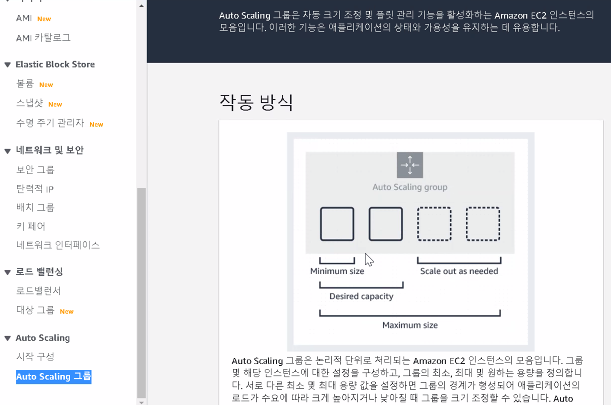 AMI New
AMI 카탈로그
Elastic Block Store
볼륨 New
스냅샷 New
수명 주기 관리자 New
네트워크 및 보안
보안 그룹
탄력적 IP
배치 그룹
키 페어
네트워크 인터페이스
로드 밸런싱
로드밸런서
대상 그룹 New
Auto Scaling
시작 구성
Auto Scaling 그룹
Auto Scaling 그룹은 자동 크기 조정 및 플릿 관리 기능을 활성화하는 Amazon EC2 인스턴스의
모음입니다. 이러한 기능은 애플리케이션의 상태와 가용성을 유지하는 데 유용합니다.
작동 방식
Auto Scaling group
Minimum size
Scale out as needed
Desired capacity
Maximum size
Auto Scaling 그룹은 논리적 단위로 처리되는 Amazon EC2 인스턴스의 모음입니다. 그룹
및 해당 인스턴스에 대한 설정을 구성하고, 그룹의 최소, 최대 및 원하는 용량을 정의합니
다. 서로 다른 최소 및 최대 용량 값을 설정하면 그룹의 경계가 형성되어 애플리케이션의
로드가 수요에 따라 크게 높아지거나 낮아질 때 그룹을 크기 조정할 수 있습니다. Auto